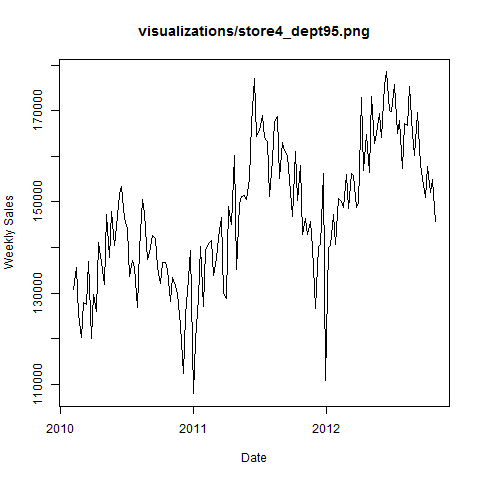 visualizations/store4_dept95.png
170000
150000
130000
110000
Weekly Sales
2010 2011 2012
Date